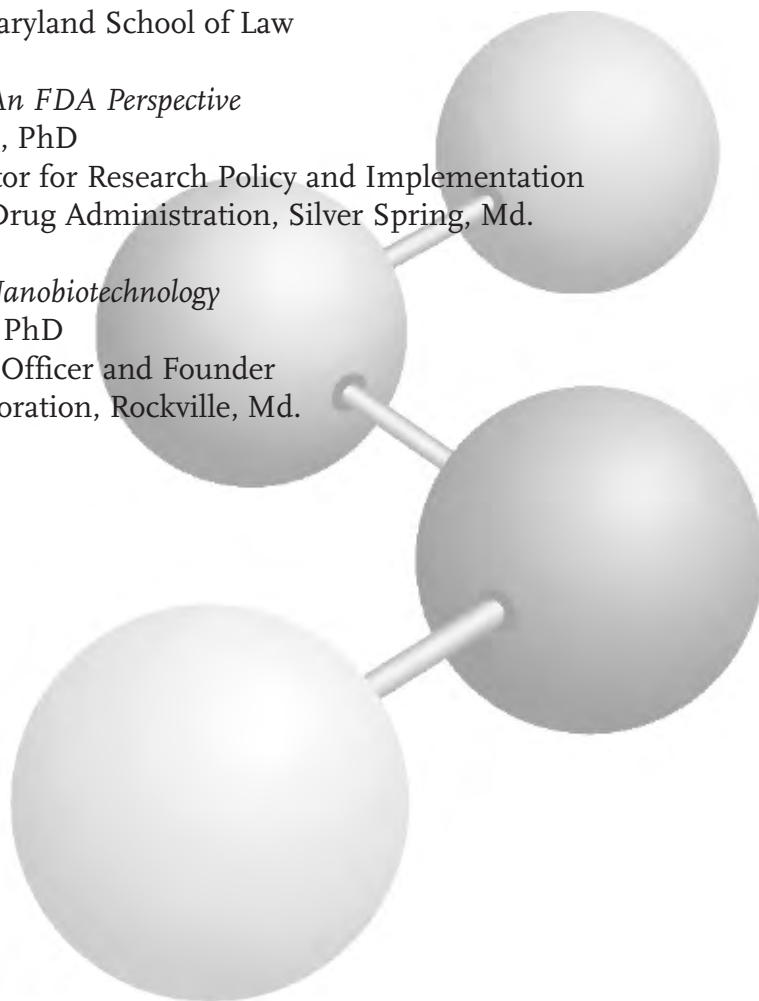 aryland School of Law
An FDA Perspective
, PhD
tor for Research Policy and Implementation
Drug Administration, Silver Spring, Md.
Nanobiotechnology
PhD
Officer and Founder
oration, Rockville, Md.